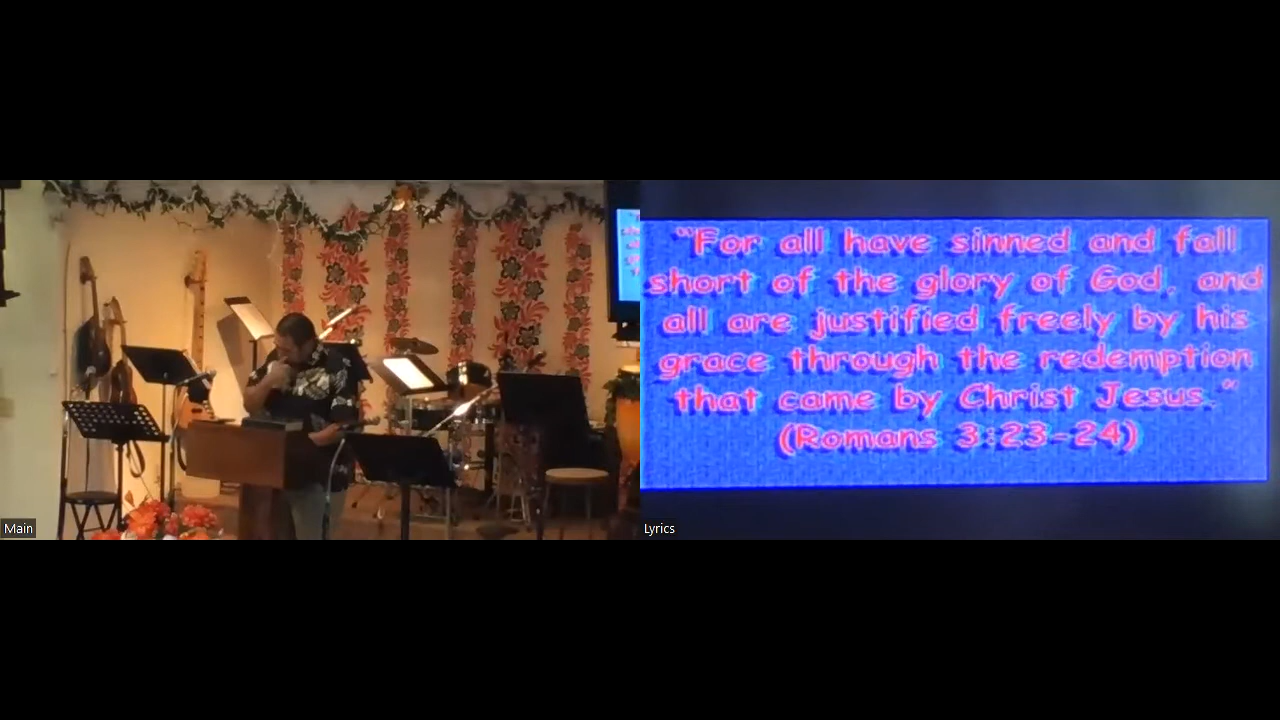 "For all have sinned and fall
short of the glory of God, and
all are justified freely by his
grace through the redemption
that came by Christ Jesus."
(Romans 3:23-24)
Main
Lyrics